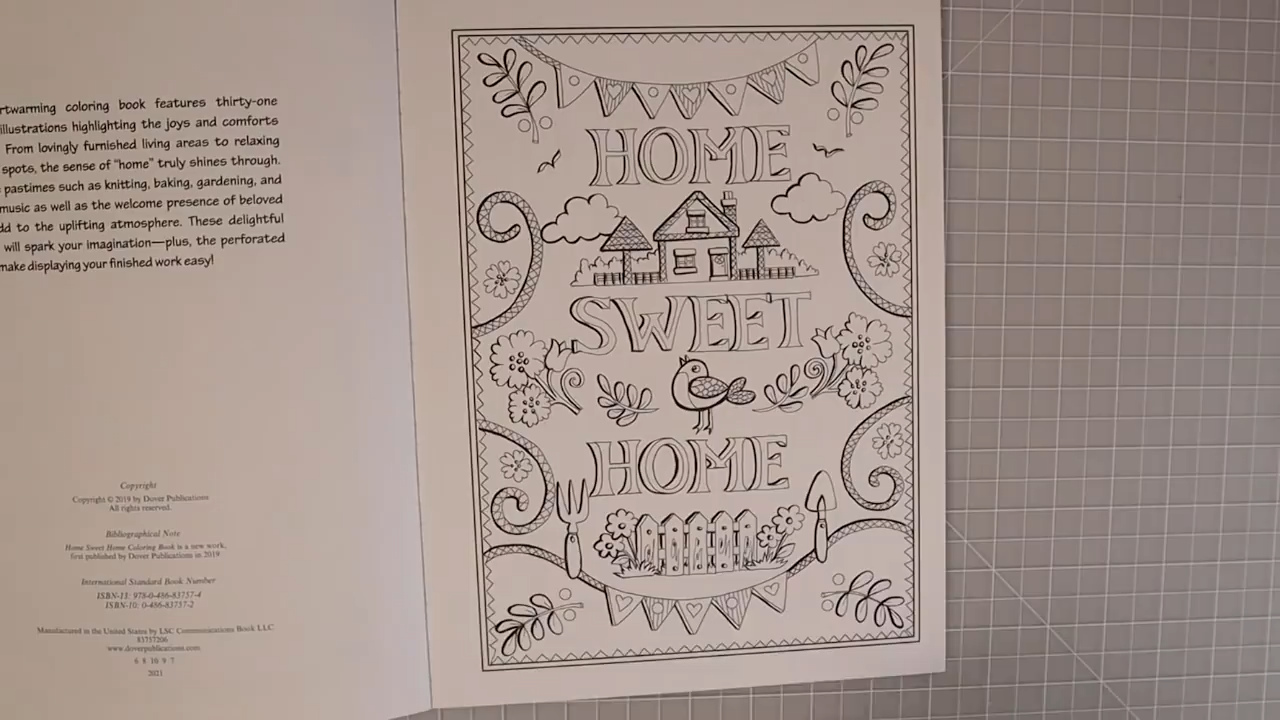 rtwarming coloring book features thirty-one
illustrations highlighting the joys and comforts
From lovingly furnished living areas to relaxing
spots, the sense of "home" truly shines through.
pastimes such as knitting, baking, gardening, and
music as well as the welcome presence of beloved
dd to the uplifting atmosphere. These delightful
will spark your imagination—plus, the perforated
make displaying your finished work easy!
Copyright
Copyright © 2019 by Dover Publications
All rights reserved.
Bibliographical Note
Home Sweet Home Coloring Book is a new work,
first published by Dover Publications in 2019
International Standard Book Number
ISBN-13: 978-0-486-83757-4
ISBN-10: 0-486-83757-2
Manufactured in the United States by LSC Communications Book LLC
83757206
www.doverpublications.com
6 8 10 9 7
2021
HOME
SWEET
HOME